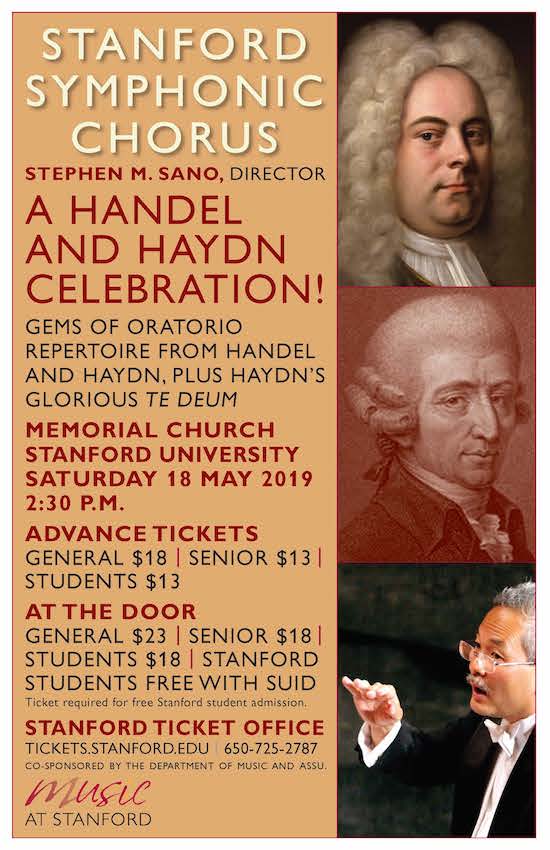 STANFORD
SYMPHONIC
CHORUS
STEPHEN M. SANO, DIRECTOR
A HANDEL
AND HAYDN
CELEBRATION!
GEMS OF ORATORIO
REPERTOIRE FROM HANDEL
AND HAYDN, PLUS HAYDN'S
GLORIOUS TE DEUM
MEMORIAL CHURCH
STANFORD UNIVERSITY
SATURDAY 18 MAY 2019
2:30 P.M.
ADVANCE TICKETS
GENERAL $18 | SENIOR $13 |
STUDENTS $13
AT THE DOOR
GENERAL $23 | SENIOR $18 |
STUDENTS $18 | STANFORD
STUDENTS FREE WITH SUID
Ticket required for free Stanford student admission.
STANFORD TICKET OFFICE
TICKETS.STANFORD.EDU | 650-725-2787
CO-SPONSORED BY THE DEPARTMENT OF MUSIC AND ASSU.
music
AT STANFORD